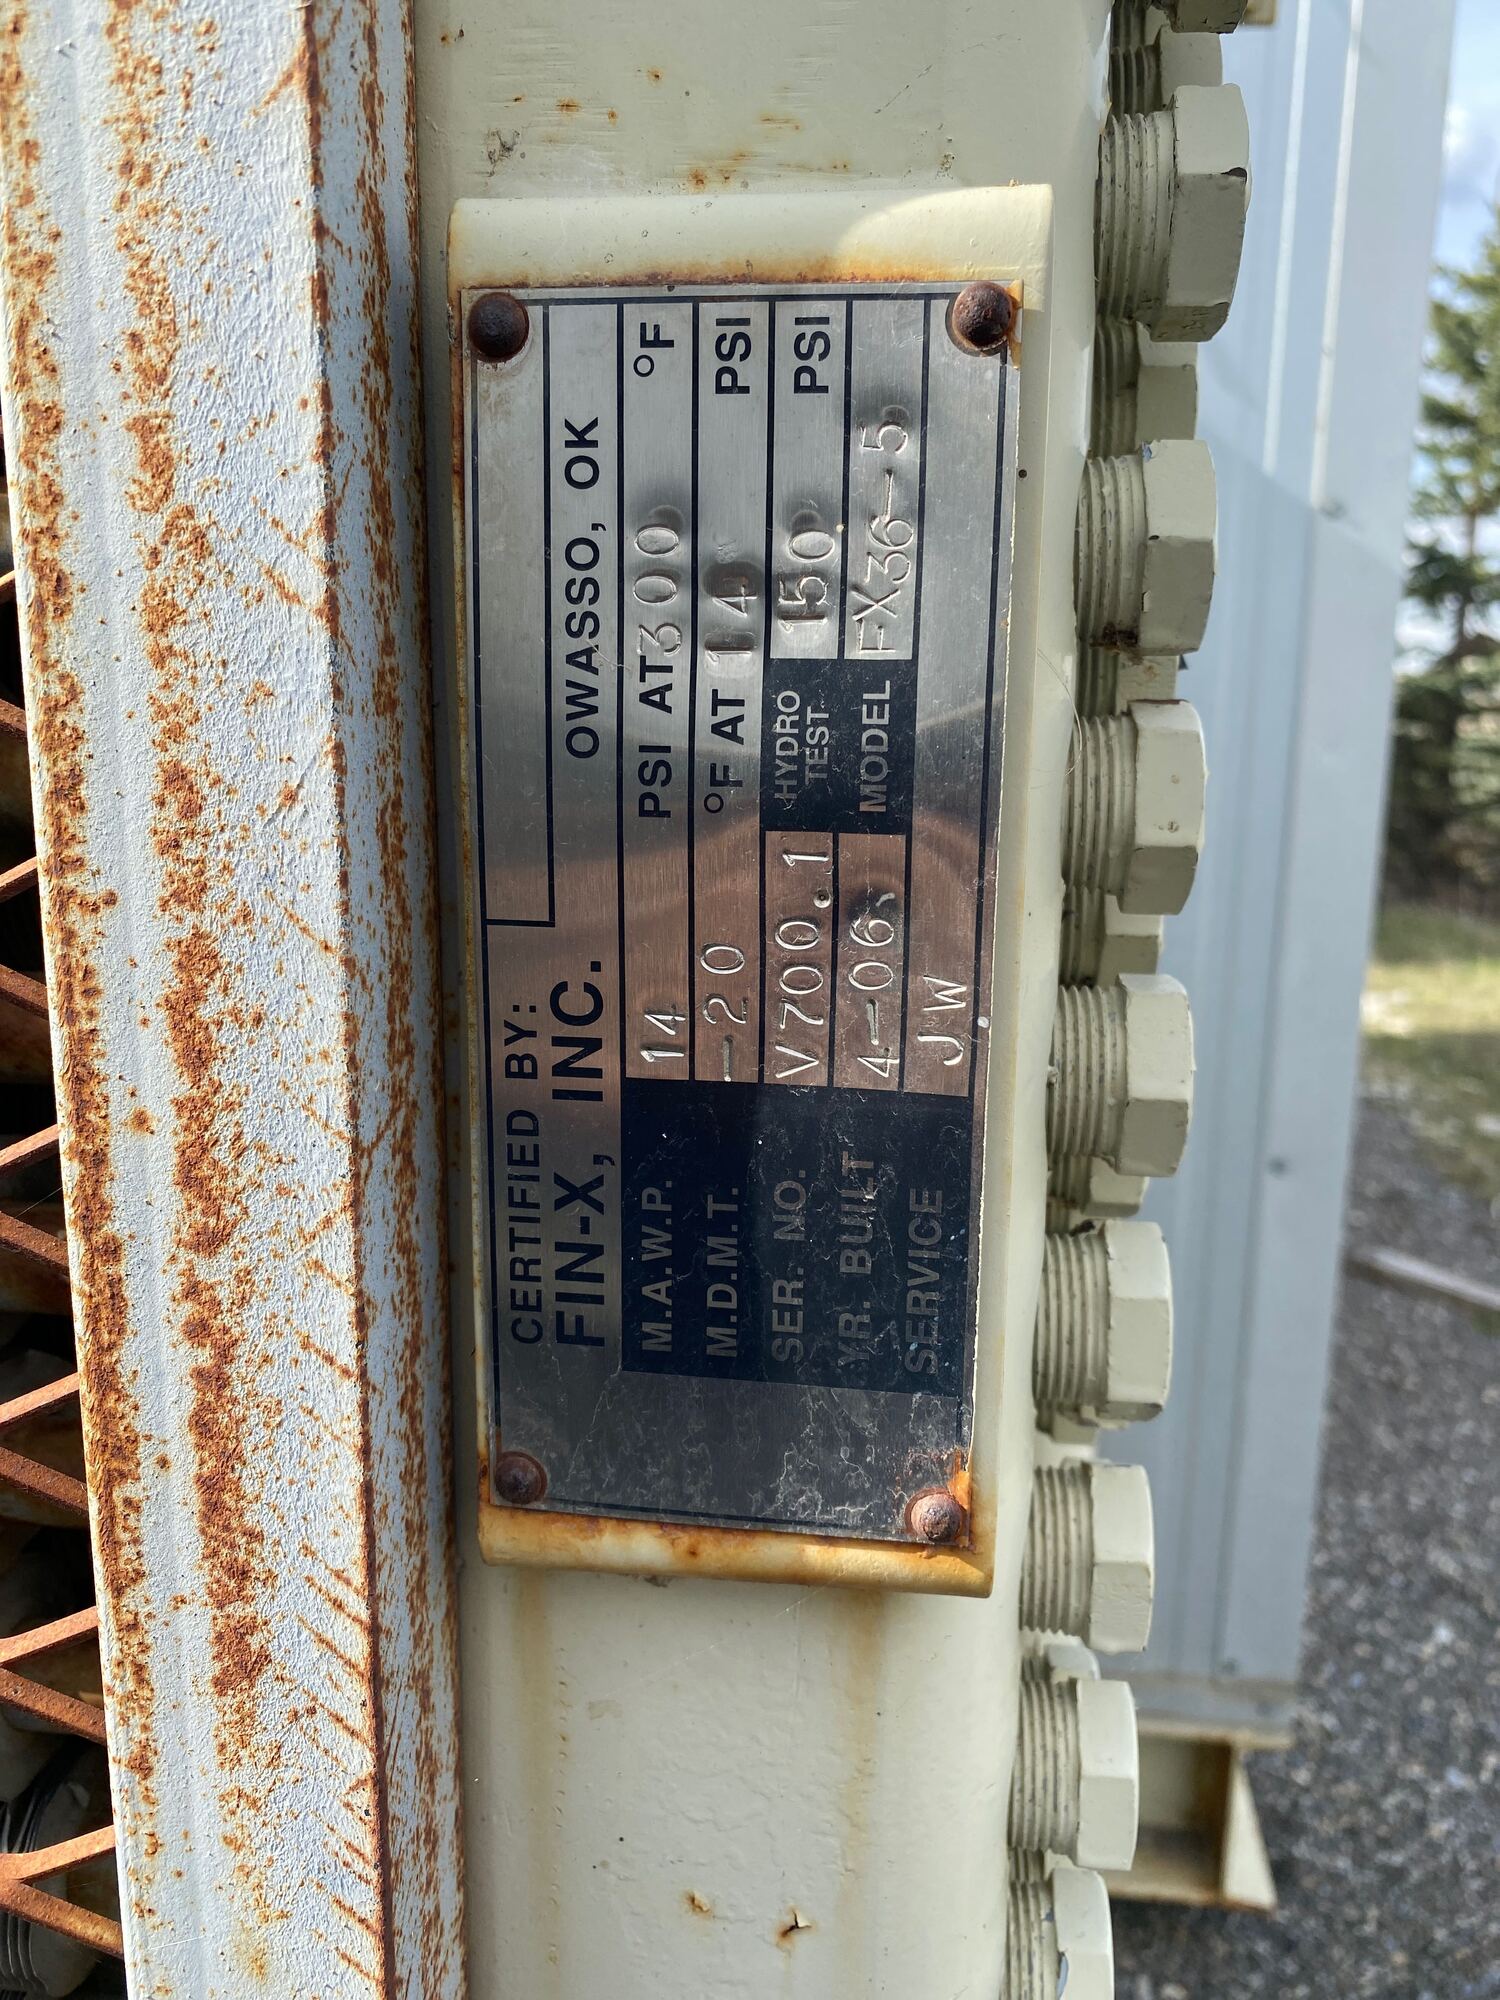 CERTIFIED BY:
FIN-X, INC. OWASSO, OK
M.A.W.P. 14 PSI AT 300 °F
M.D.M.T. -20 °F AT 14 PSI
SER. NO. V700.1 HYDRO TEST 150 PSI
YR. BUILT 4-06 MODEL FX36-5
SERVICE JW